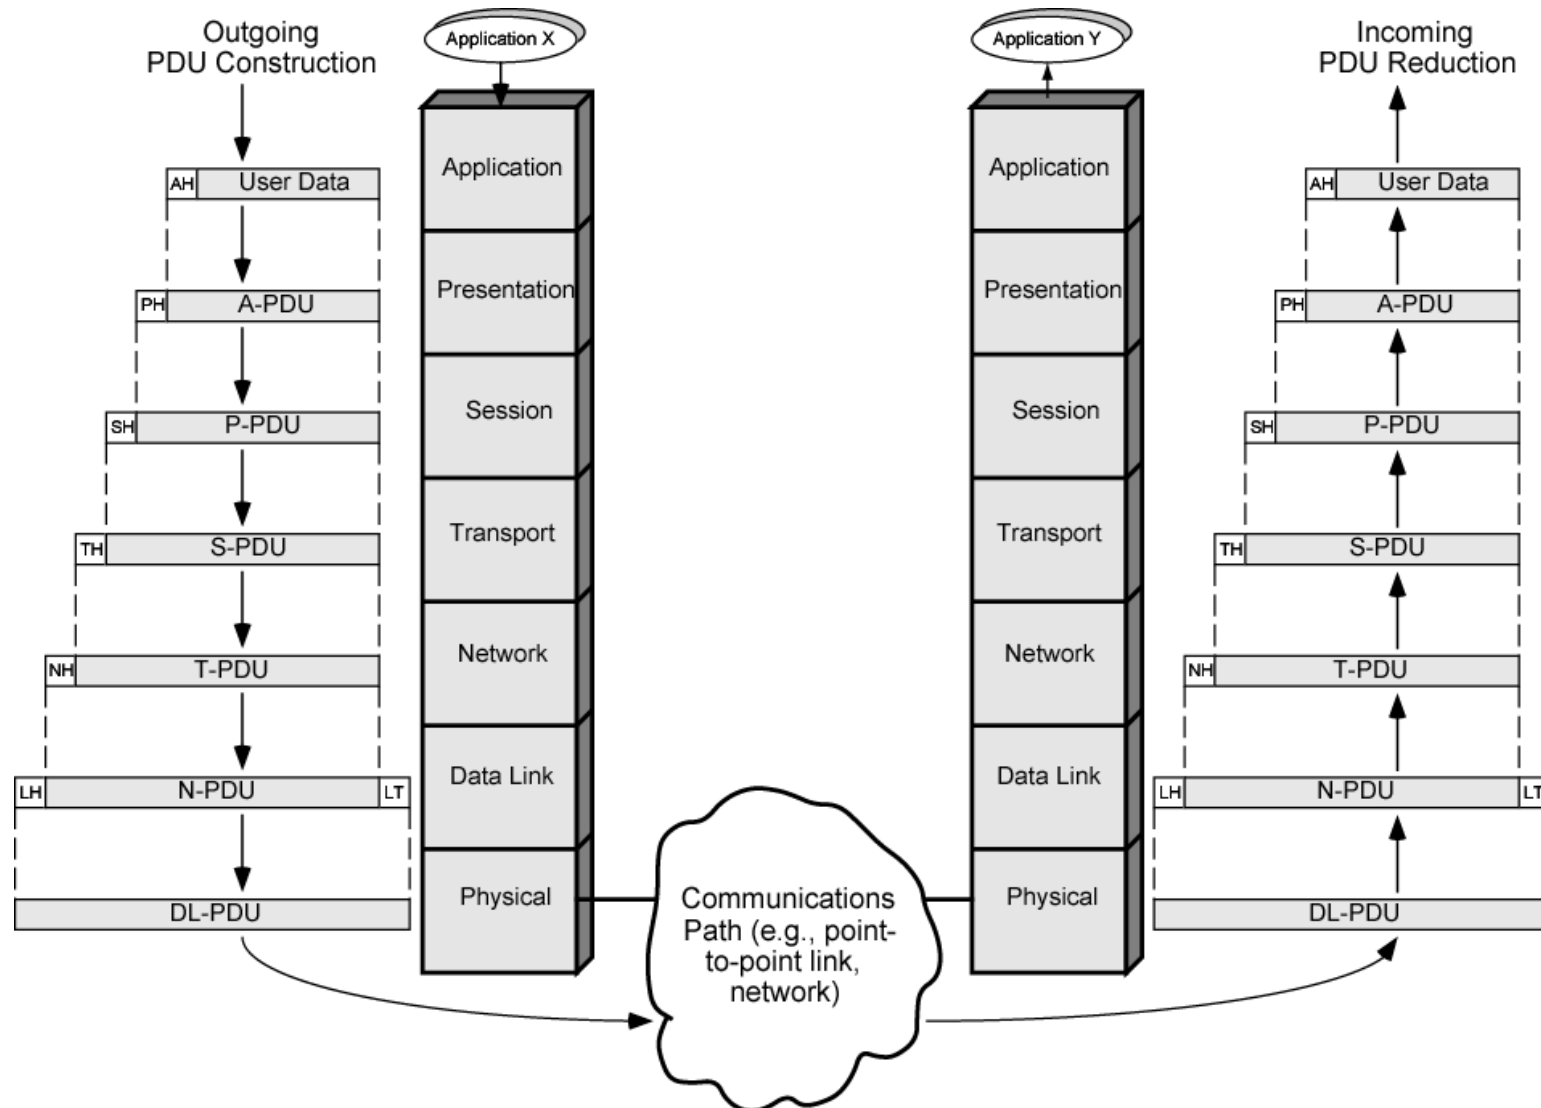 Outgoing
PDU Construction
Application X
Application Y
Incoming
PDU Reduction
AH User Data
Application
Application
AH User Data
PH A-PDU
Presentation
Presentation
PH A-PDU
SH P-PDU
Session
Session
SH P-PDU
TH S-PDU
Transport
Transport
TH S-PDU
NH T-PDU
Network
Network
NH T-PDU
LH N-PDU LT
Data Link
Data Link
LH N-PDU LT
DL-PDU
Physical
Communications
Path (e.g., point-
to-point link,
network)
Physical
DL-PDU